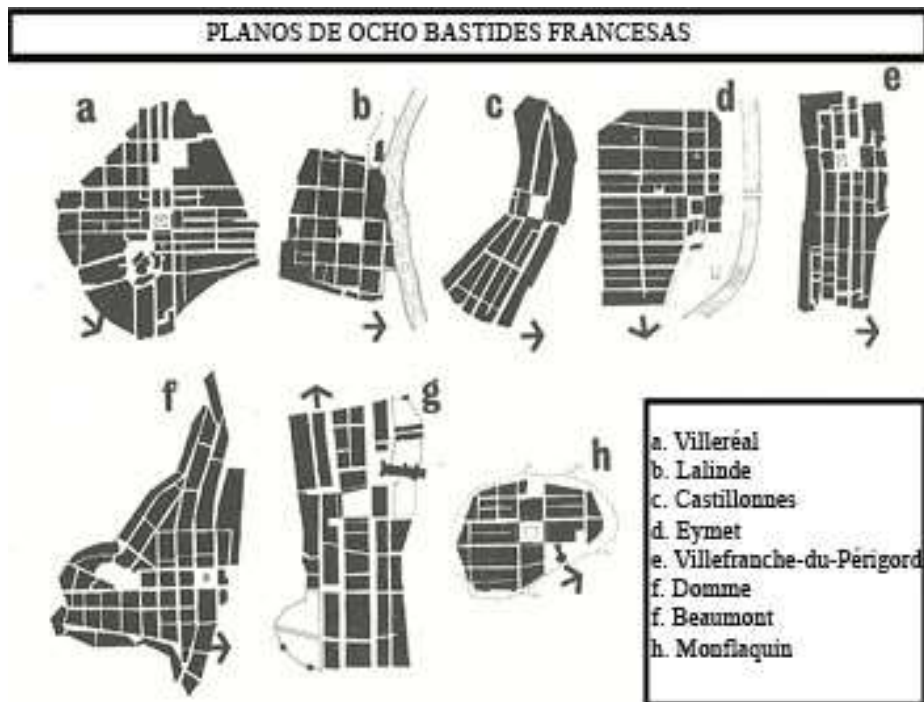 PLANOS DE OCHO BASTIDES FRANCESAS
a
b
c
d
e
f
g
h
a. Villeréal
b. Lalinde
c. Castillonnes
d. Eymet
e. Villefranche-du-Périgord
f. Domme
f. Beaumont
h. Monflaquin